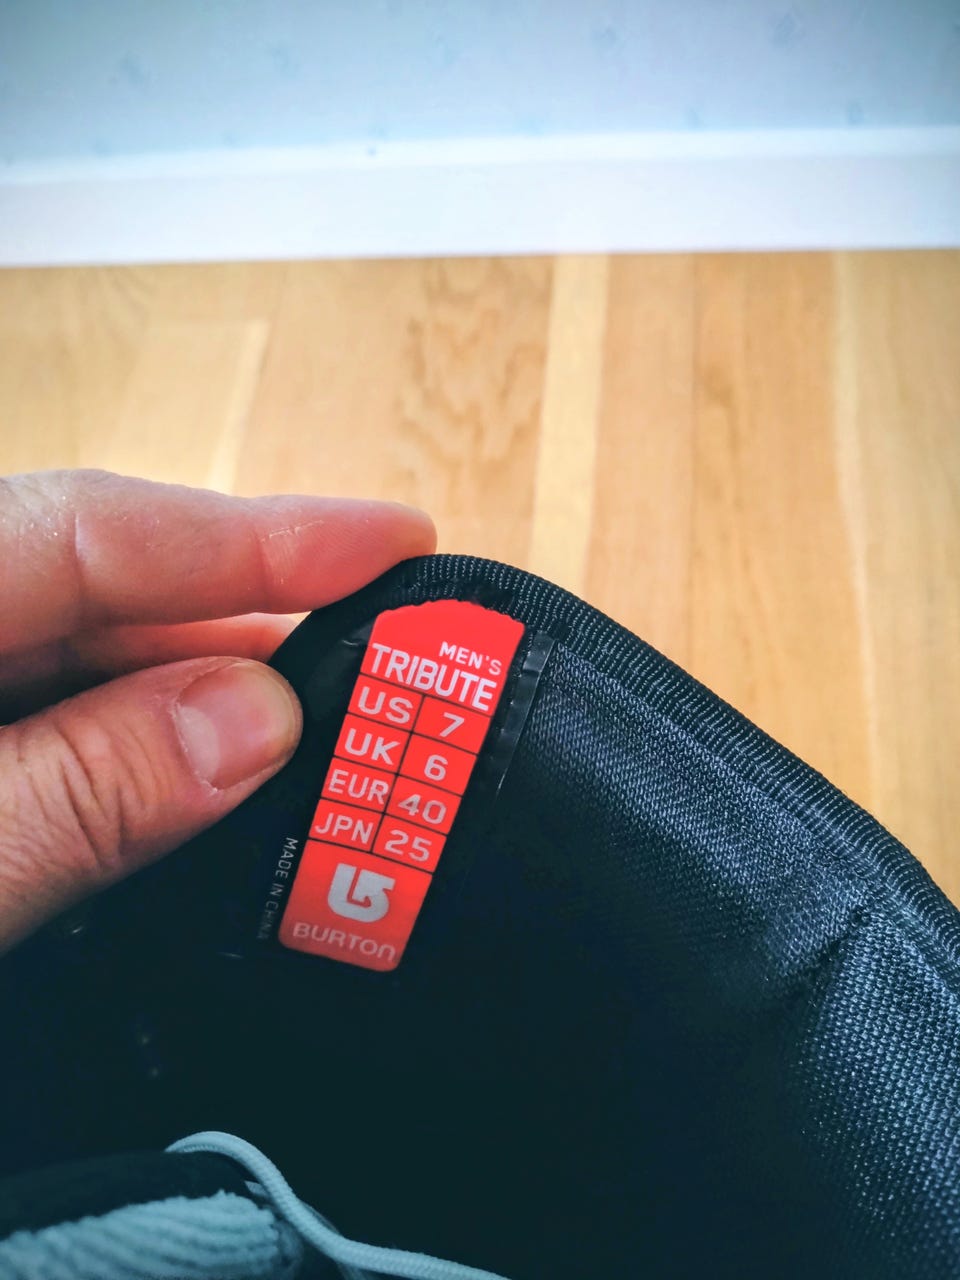 MEN'S
TRIBUTE
US 7
UK 6
EUR 40
JPN 25
BURTON
MADE IN CHINA